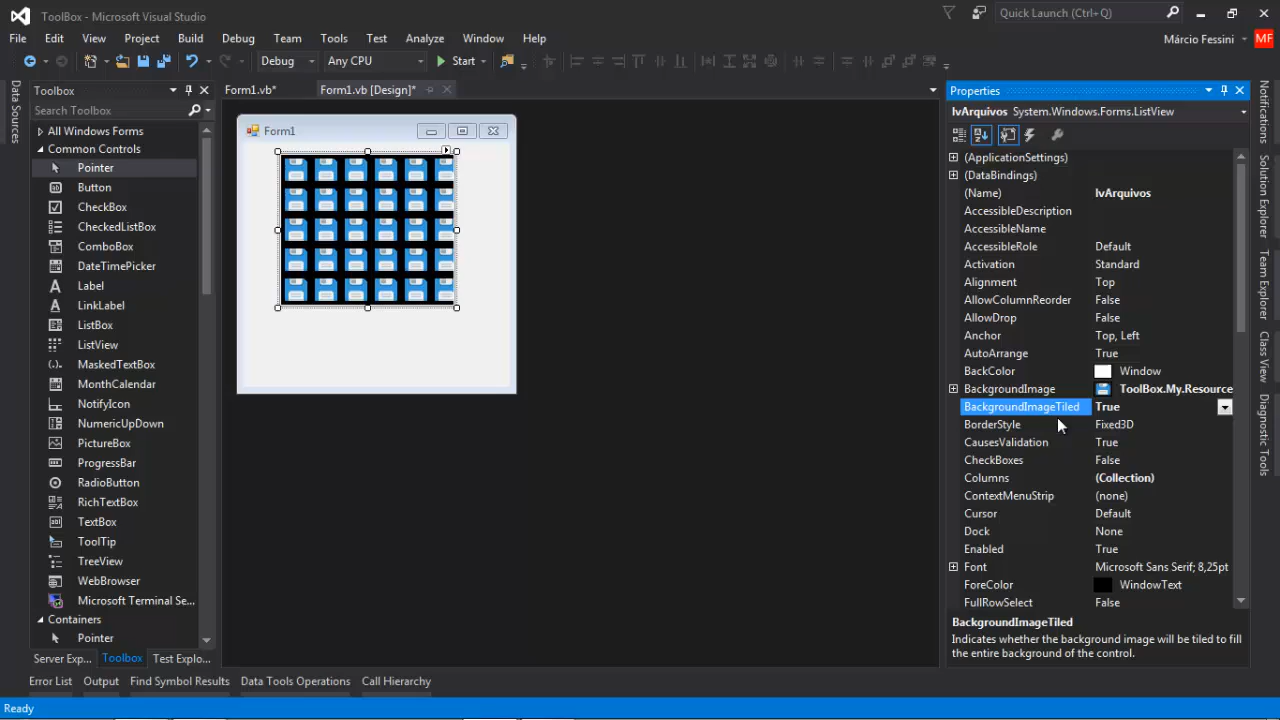 ToolBox - Microsoft Visual Studio
Quick Launch (Ctrl+Q)
File Edit View Project Build Debug Team Tools Test Analyze Window Help
Márcio Fessini MF
Debug Any CPU Start
Data Sources
Toolbox
Search Toolbox
All Windows Forms
Common Controls
Pointer
Button
CheckBox
CheckedListBox
ComboBox
DateTimePicker
Label
LinkLabel
ListBox
ListView
MaskedTextBox
MonthCalendar
NotifyIcon
NumericUpDown
PictureBox
ProgressBar
RadioButton
RichTextBox
TextBox
ToolTip
TreeView
WebBrowser
Microsoft Terminal Se...
Containers
Pointer
Server Exp... Toolbox Test Explo...
Form1.vb* Form1.vb [Design]*
Form1
Properties
lvArquivos System.Windows.Forms.ListView
(ApplicationSettings)
(DataBindings)
(Name) lvArquivos
AccessibleDescription
AccessibleName
AccessibleRole Default
Activation Standard
Alignment Top
AllowColumnReorder False
AllowDrop False
Anchor Top, Left
AutoArrange True
BackColor Window
BackgroundImage ToolBox.My.Resource
BackgroundImageTiled True
BorderStyle Fixed3D
CausesValidation True
CheckBoxes False
Columns (Collection)
ContextMenuStrip (none)
Cursor Default
Dock None
Enabled True
Font Microsoft Sans Serif; 8,25pt
ForeColor WindowText
FullRowSelect False
BackgroundImageTiled
Indicates whether the background image will be tiled to fill
the entire background of the control.
Notifications
Solution Explorer
Team Explorer
Class View
Diagnostic Tools
Error List Output Find Symbol Results Data Tools Operations Call Hierarchy
Ready